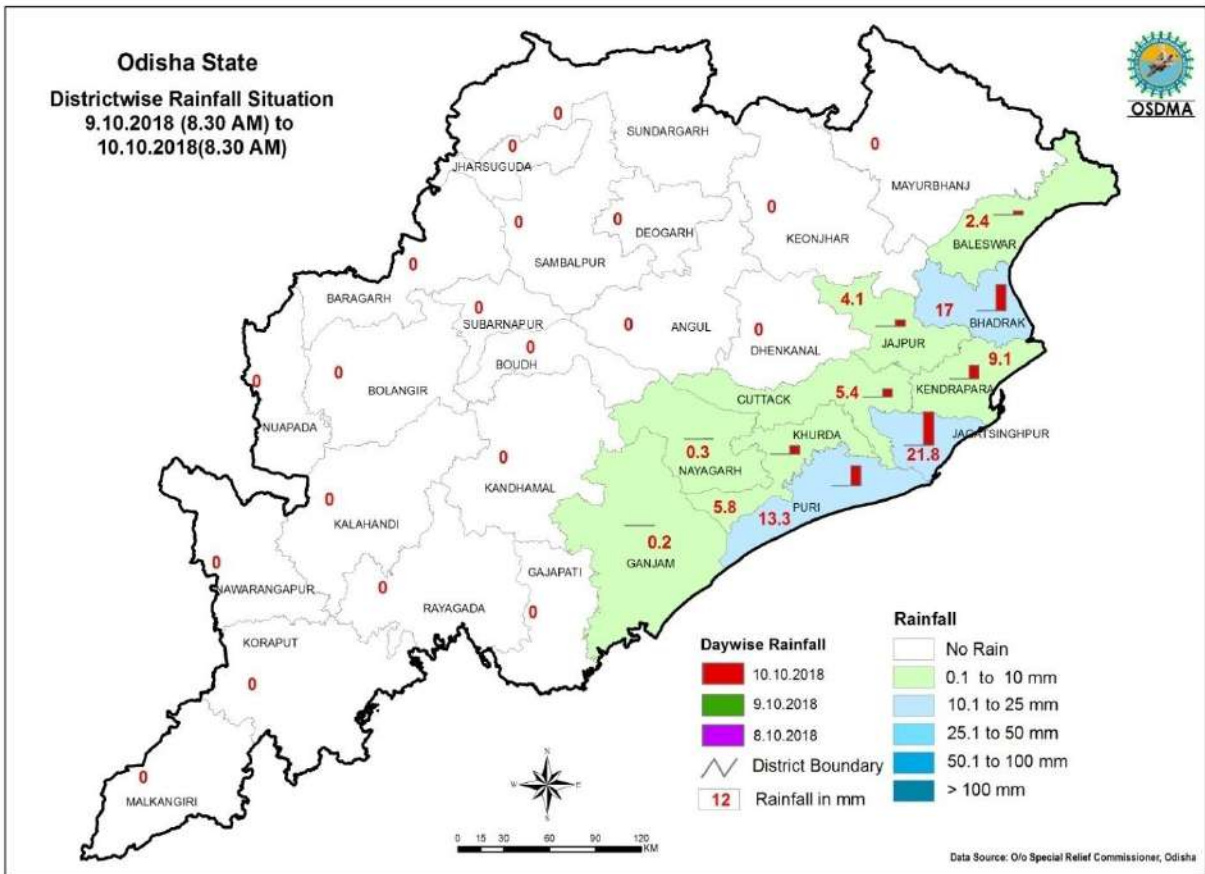 Odisha State
Districtwise Rainfall Situation
9.10.2018 (8.30 AM) to
10.10.2018(8.30 AM)
OSDMA
0
SUNDARGARH
0
JHARSUGUDA
0
MAYURBHANJ
0
SAMBALPUR
0
DEOGARH
0
KEONJHAR
2.4
BALESWAR
0
BARAGARH
0
SUBARNAPUR
0
ANGUL
0
DHENKANAL
4.1
JAJPUR
17
BHADRAK
0
BOUDH
0
NUAPADA
0
BOLANGIR
9.1
KENDRAPARA
CUTTACK
5.4
KHURDA
JAGATSINGHPUR
21.8
0.3
NAYAGARH
0
KANDHAMAL
5.8
PURI
13.3
0
KALAHANDI
0.2
GANJAM
0
NAWARANGAPUR
0
RAYAGADA
GAJAPATI
0
KORAPUT
0
0
MALKANGIRI
Daywise Rainfall
10.10.2018
9.10.2018
8.10.2018
District Boundary
12 Rainfall in mm
Rainfall
No Rain
0.1 to 10 mm
10.1 to 25 mm
25.1 to 50 mm
50.1 to 100 mm
> 100 mm
N
W E
S
0 15 30 60 90 120
KM
Data Source: O/o Special Relief Commissioner, Odisha